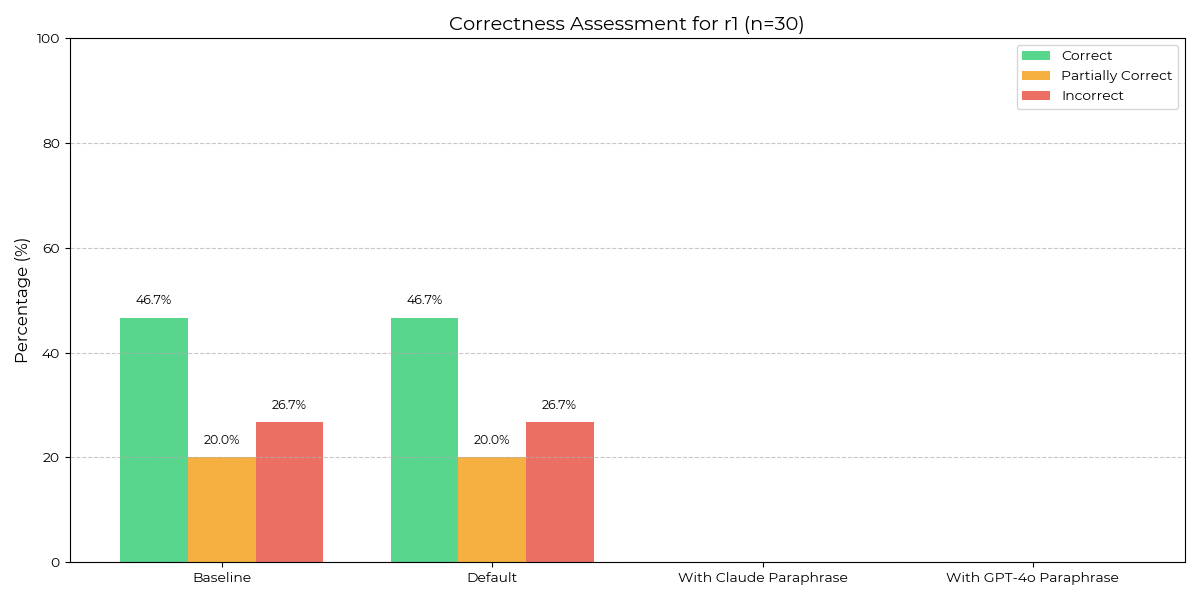 Correctness Assessment for r1 (n=30)
100
80
60
40
20
0
Percentage (%)
Correct
Partially Correct
Incorrect
46.7%
20.0%
26.7%
46.7%
20.0%
26.7%
Baseline
Default
With Claude Paraphrase
With GPT-4o Paraphrase